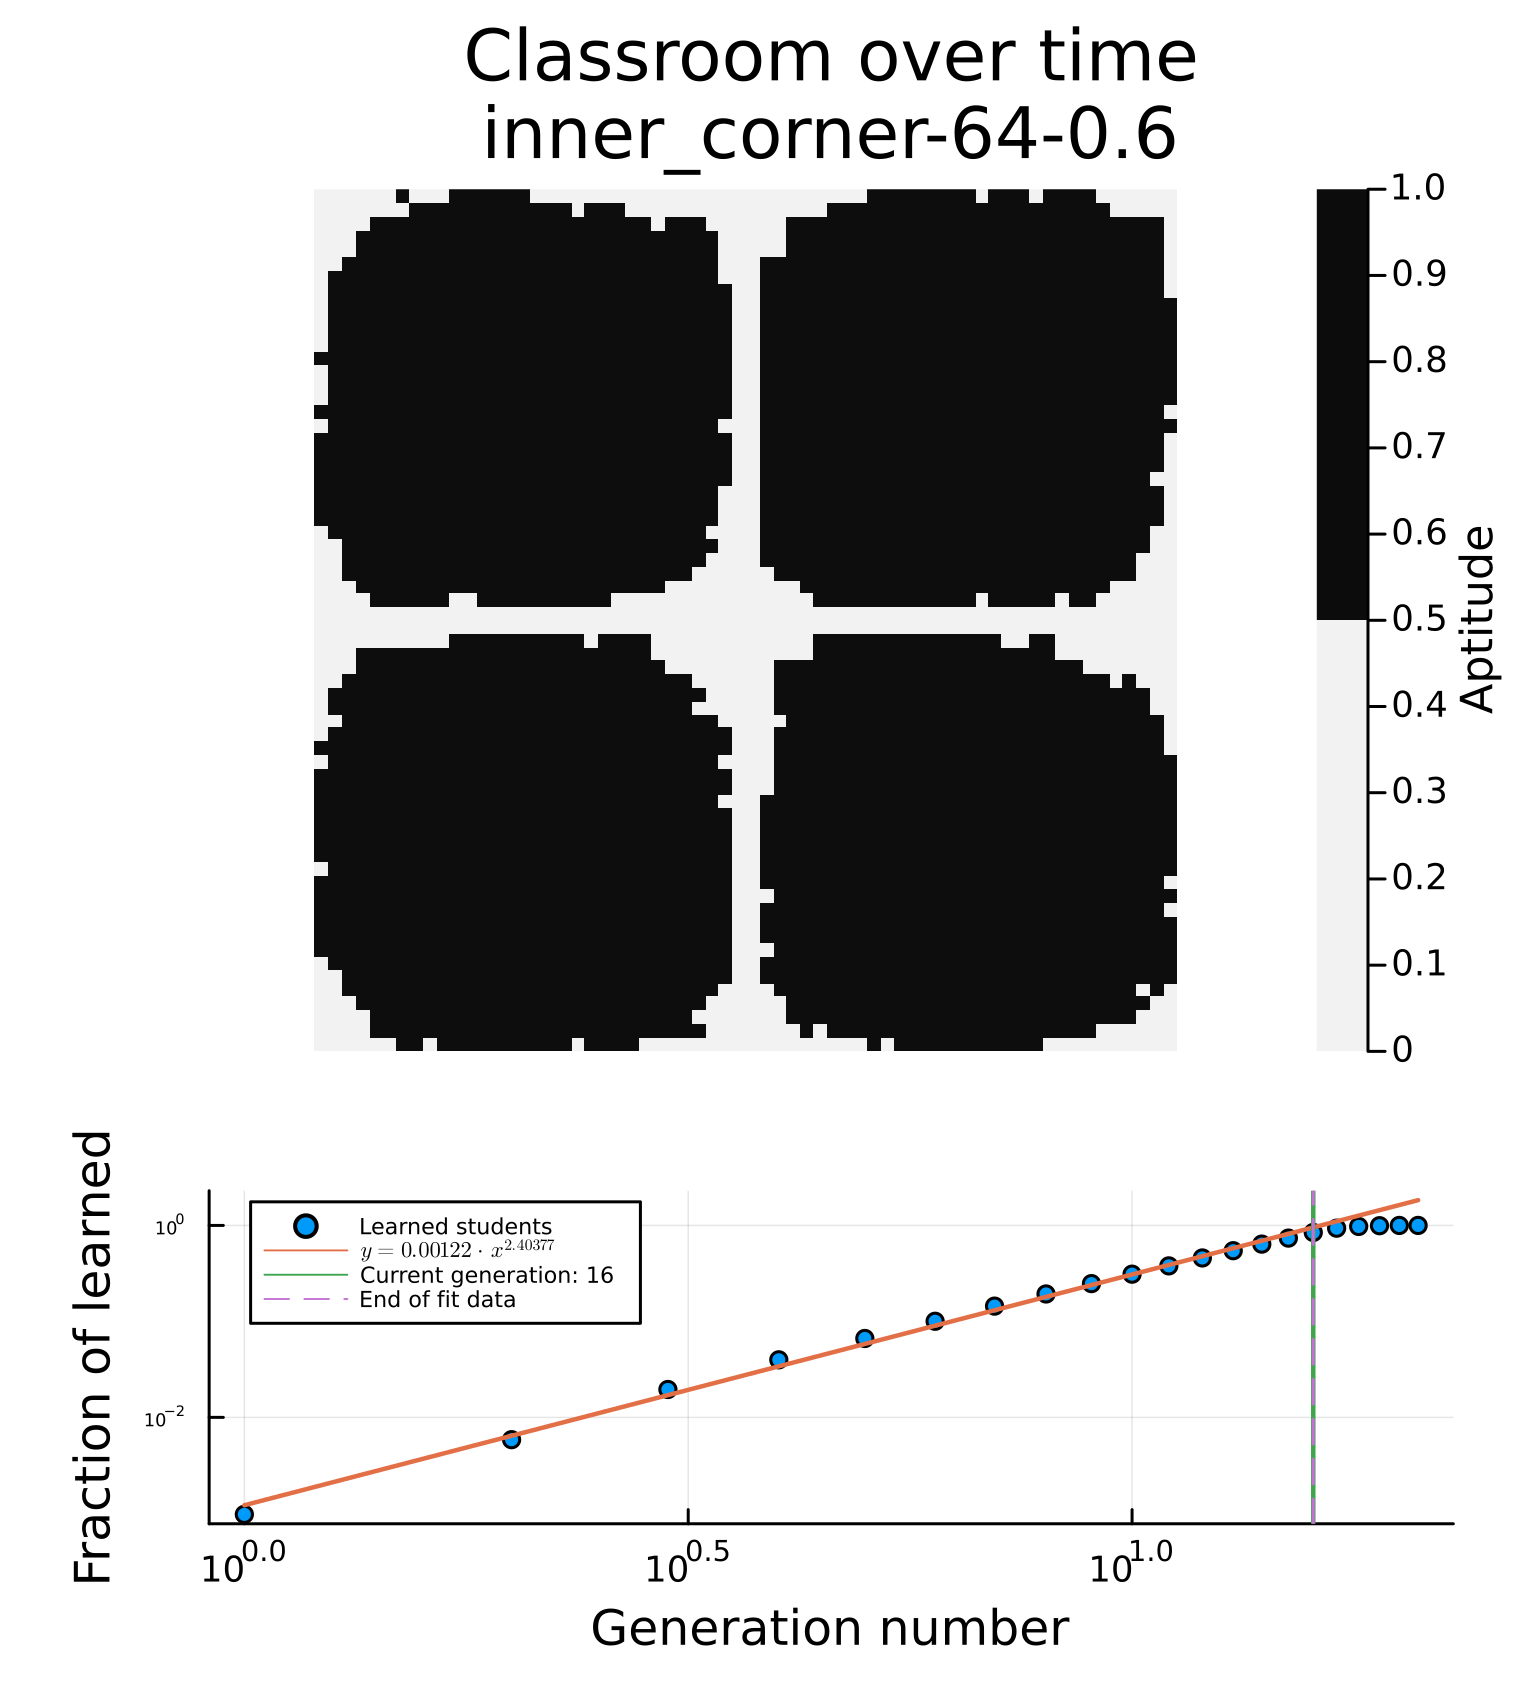 Classroom over time
inner_corner-64-0.6
1.0
0.9
0.8
0.7
0.6
0.5
0.4
0.3
0.2
0.1
0
Aptitude
Fraction of learned
10^0
10^-2
Learned students
y = 0.00122 · x^2.40377
Current generation: 16
End of fit data
10^0.0
10^0.5
10^1.0
Generation number